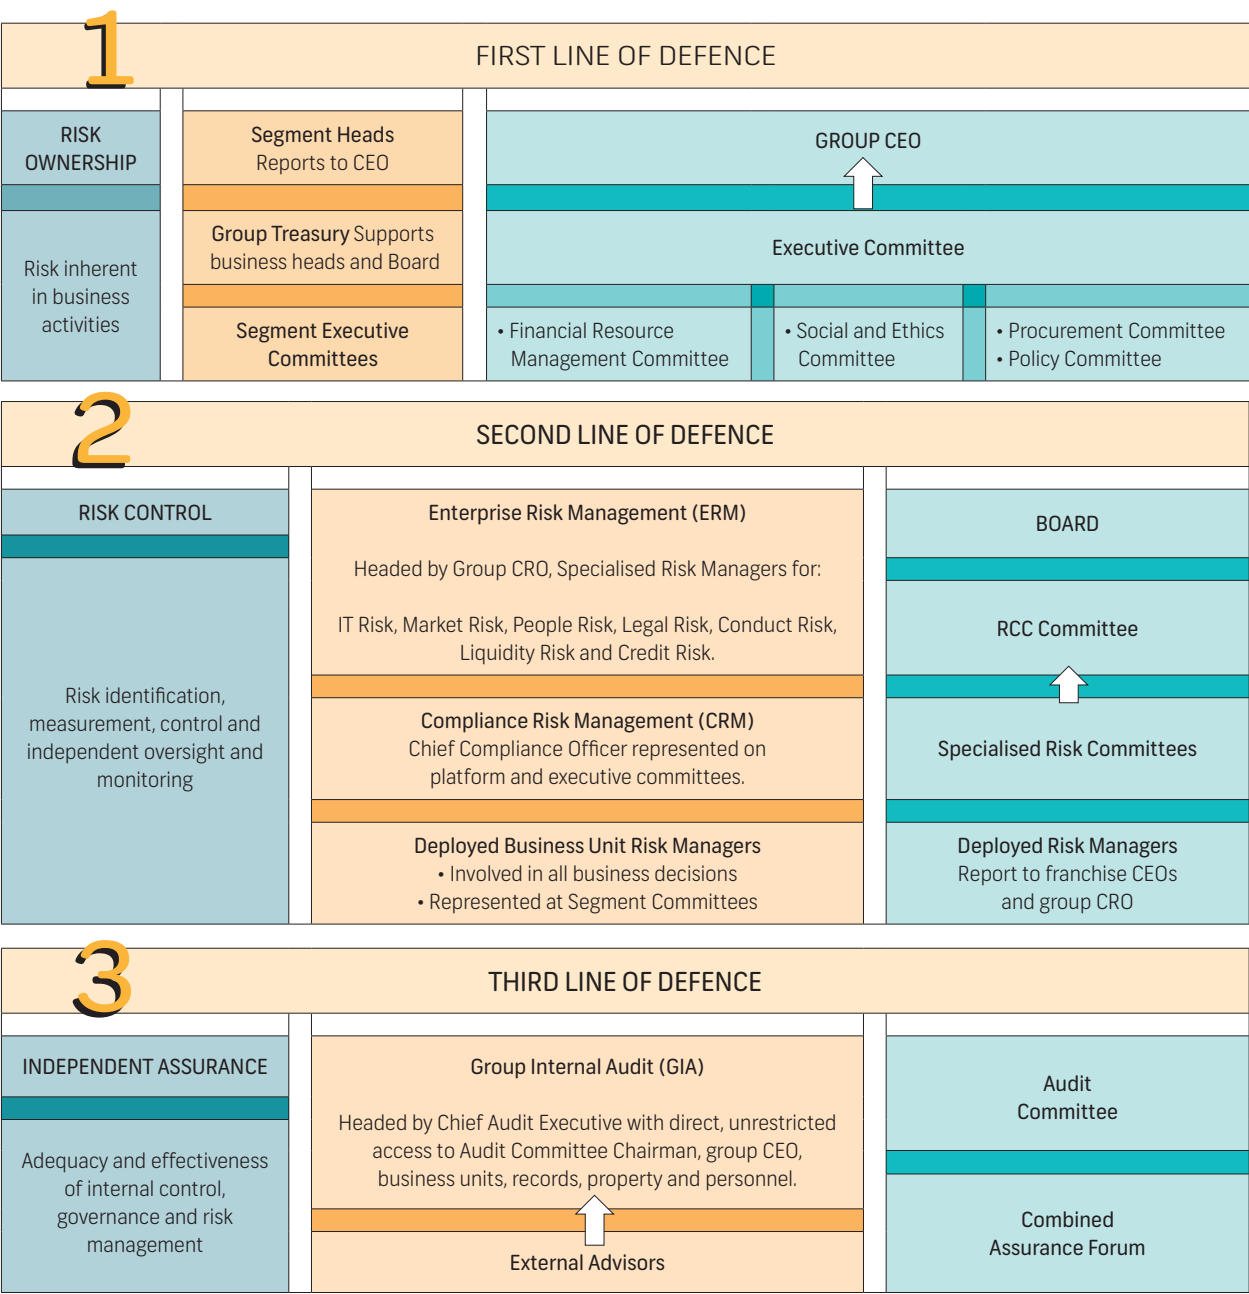 1
FIRST LINE OF DEFENCE
RISK
OWNERSHIP
Risk inherent
in business
activities
Segment Heads
Reports to CEO
Group Treasury Supports
business heads and Board
Segment Executive
Committees
GROUP CEO
Executive Committee
• Financial Resource
Management Committee
• Social and Ethics
Committee
• Procurement Committee
• Policy Committee
2
SECOND LINE OF DEFENCE
RISK CONTROL
Risk identification,
measurement, control and
independent oversight and
monitoring
Enterprise Risk Management (ERM)
Headed by Group CRO, Specialised Risk Managers for:
IT Risk, Market Risk, People Risk, Legal Risk, Conduct Risk,
Liquidity Risk and Credit Risk.
Compliance Risk Management (CRM)
Chief Compliance Officer represented on
platform and executive committees.
Deployed Business Unit Risk Managers
• Involved in all business decisions
• Represented at Segment Committees
BOARD
RCC Committee
Specialised Risk Committees
Deployed Risk Managers
Report to franchise CEOs
and group CRO
3
THIRD LINE OF DEFENCE
INDEPENDENT ASSURANCE
Adequacy and effectiveness
of internal control,
governance and risk
management
Group Internal Audit (GIA)
Headed by Chief Audit Executive with direct, unrestricted
access to Audit Committee Chairman, group CEO,
business units, records, property and personnel.
External Advisors
Audit
Committee
Combined
Assurance Forum